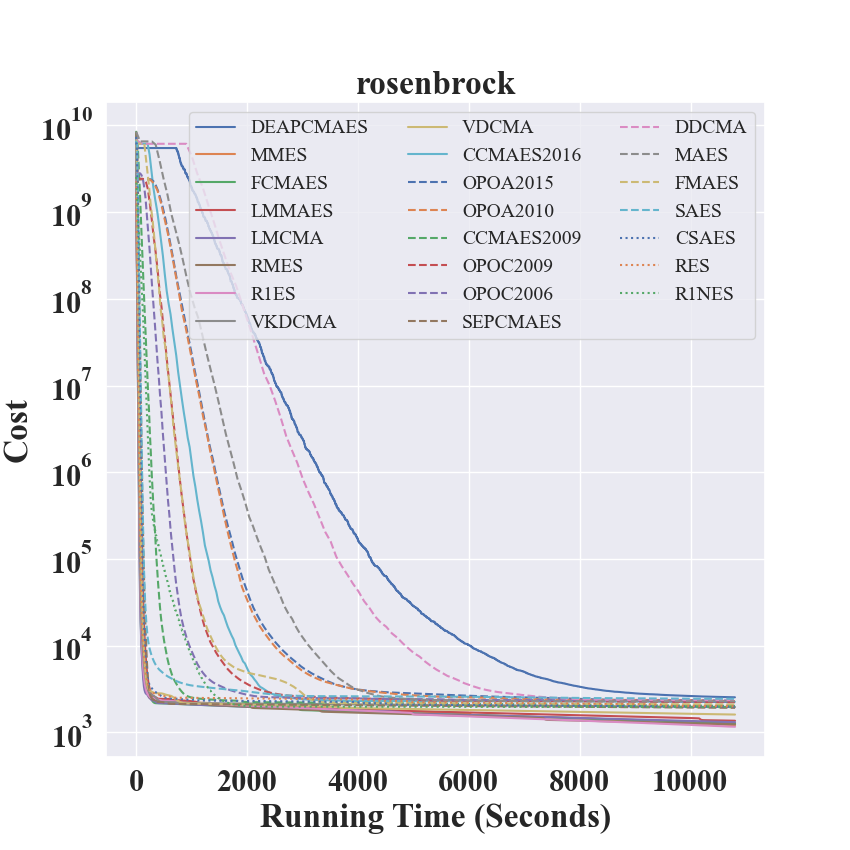 rosenbrock
10^10
10^9
10^8
10^7
10^6
10^5
10^4
10^3
Cost
DEAPCMAES VDCMA DDCMA
MMES CCMAES2016 MAES
FCMAES OPOA2015 FMAES
LMMAES OPOA2010 SAES
LMCMA CCMAES2009 CSAES
RMES OPOC2009 RES
R1ES OPOC2006 R1NES
VKDCMA SEPCMAES
0 2000 4000 6000 8000 10000
Running Time (Seconds)